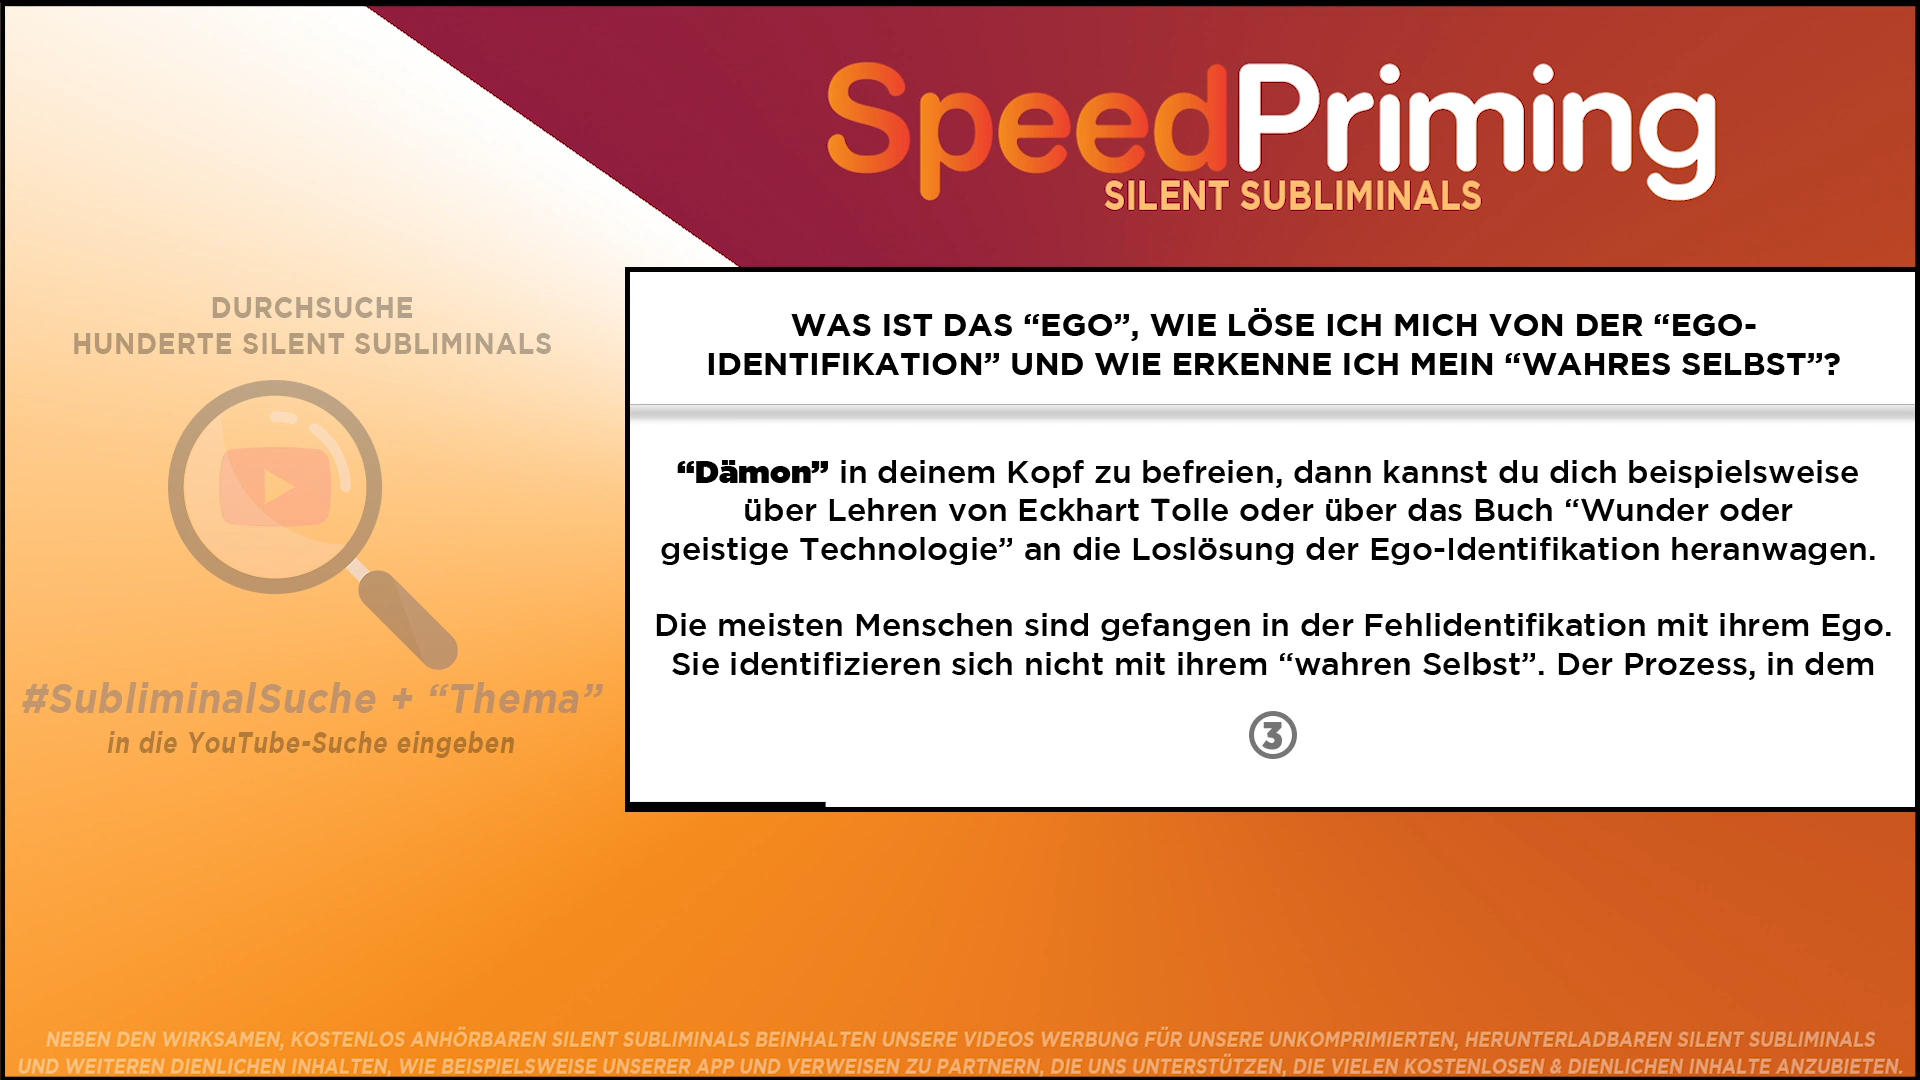 SpeedPriming
SILENT SUBLIMINALS
DURCHSUCHE
HUNDERTE SILENT SUBLIMINALS
#SubliminalSuche + “Thema”
in die YouTube-Suche eingeben
WAS IST DAS “EGO”, WIE LÖSE ICH MICH VON DER “EGO-
IDENTIFIKATION” UND WIE ERKENNE ICH MEIN “WAHRES SELBST”?
“Dämon” in deinem Kopf zu befreien, dann kannst du dich beispielsweise
über Lehren von Eckhart Tolle oder über das Buch “Wunder oder
geistige Technologie” an die Loslösung der Ego-Identifikation heranwagen.
Die meisten Menschen sind gefangen in der Fehlidentifikation mit ihrem Ego.
Sie identifizieren sich nicht mit ihrem “wahren Selbst”. Der Prozess, in dem
3
NEBEN DEN WIRKSAMEN, KOSTENLOS ANHÖRBAREN SILENT SUBLIMINALS BEINHALTEN UNSERE VIDEOS WERBUNG FÜR UNSERE UNKOMPRIMIERTEN, HERUNTERLADBAREN SILENT SUBLIMINALS
UND WEITEREN DIENLICHEN INHALTEN, WIE BEISPIELSWEISE UNSERER APP UND VERWEISEN ZU PARTNERN, DIE UNS UNTERSTÜTZEN, DIE VIELEN KOSTENLOSEN & DIENLICHEN INHALTE ANZUBIETEN.